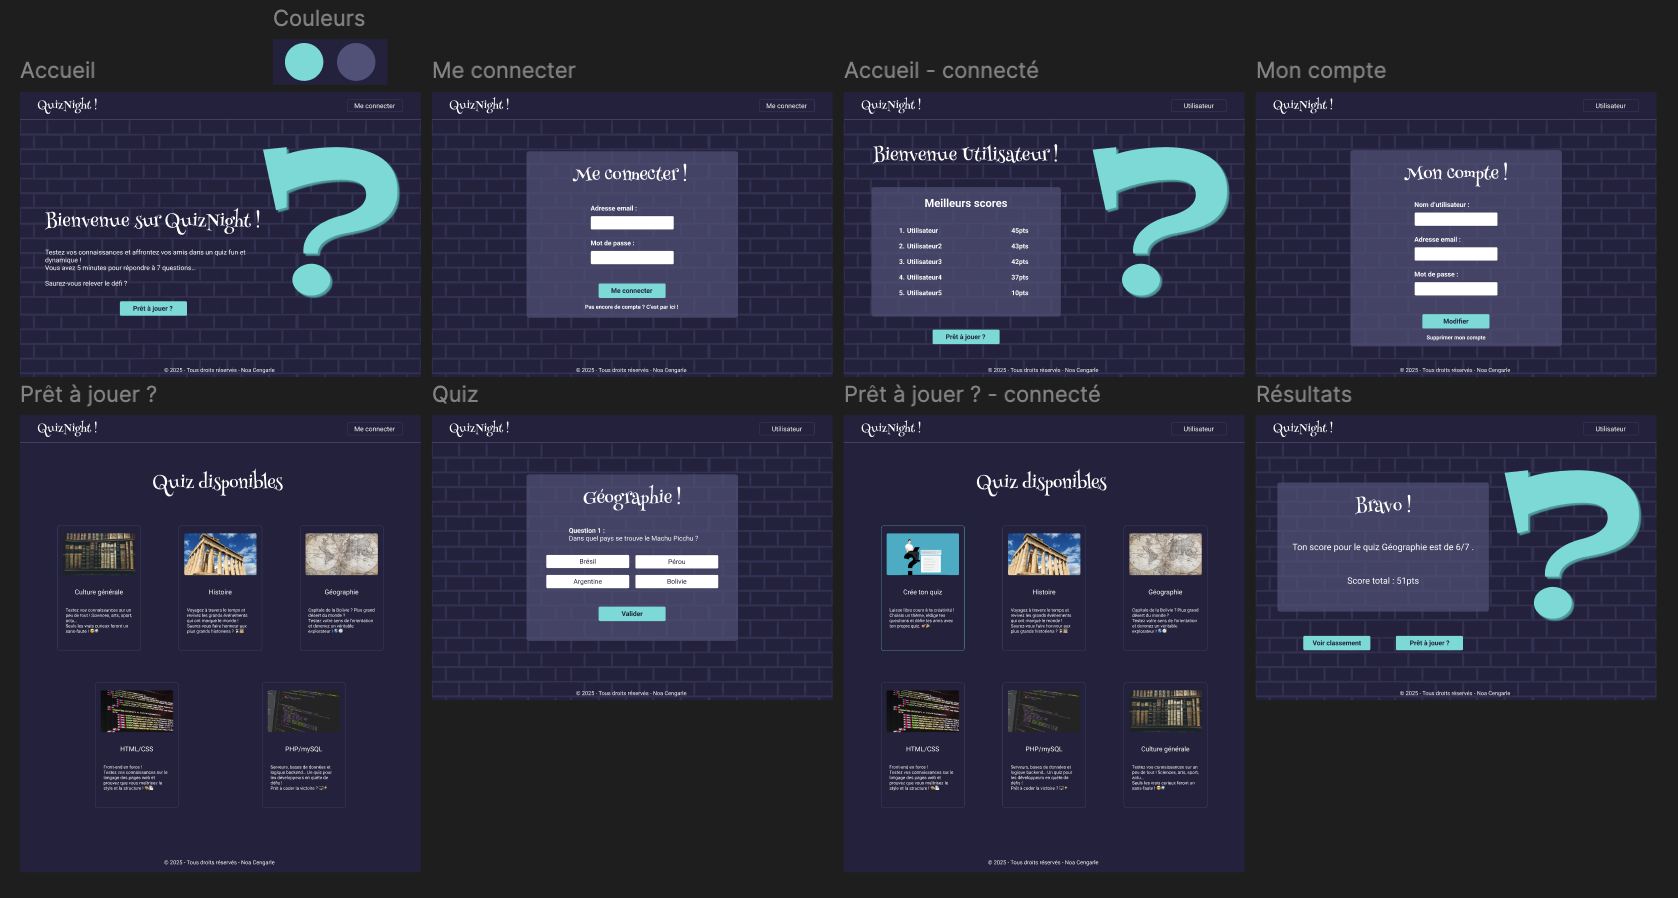 Couleurs
Accueil
QuizNight !
Me connecter
Bienvenue sur QuizNight !
Testez vos connaissances et affrontez vos amis dans un quiz fun et
dynamique !
Vous avez 5 minutes pour répondre à 7 questions...
Saurez-vous relever le défi ?
Prêt à jouer ?
© 2025 - Tous droits réservés - Noa Cengarle
Me connecter
QuizNight !
Me connecter
Me connecter !
Adresse email :
Mot de passe :
Me connecter
Pas encore de compte ? C'est par ici !
© 2025 - Tous droits réservés - Noa Cengarle
Accueil - connecté
QuizNight !
Utilisateur
Bienvenue Utilisateur !
Meilleurs scores
1. Utilisateur 45pts
2. Utilisateur2 43pts
3. Utilisateur3 42pts
4. Utilisateur4 37pts
5. Utilisateur5 10pts
Prêt à jouer ?
© 2025 - Tous droits réservés - Noa Cengarle
Mon compte
QuizNight !
Utilisateur
Mon compte !
Nom d'utilisateur :
Adresse email :
Mot de passe :
Modifier
Supprimer mon compte
© 2025 - Tous droits réservés - Noa Cengarle
Prêt à jouer ?
QuizNight !
Me connecter
Quiz disponibles
Culture générale
Testez vos connaissances sur un
peu de tout ! Sciences, arts, sport,
actu...
Seuls les vrais curieux feront un
sans-faute !
Histoire
Voyagez à travers le temps et
revivez les grands événements
qui ont marqué le monde !
Saurez-vous faire honneur aux
plus grands historiens ?
Géographie
Capitale de la Bolivie ? Plus grand
désert du monde ?
Testez votre sens de l'orientation
et devenez un véritable
explorateur !
HTML/CSS
Front-end en force !
Testez vos connaissances sur le
langage des pages web et
prouvez que vous maîtrisez le
style et la structure !
PHP/mySQL
Serveurs, bases de données et
logique backend... Un quiz pour
les développeurs en quête de
défis !
Prêt à coder la victoire ?
© 2025 - Tous droits réservés - Noa Cengarle
Quiz
QuizNight !
Utilisateur
Géographie !
Question 1 :
Dans quel pays se trouve le Machu Picchu ?
Brésil
Pérou
Argentine
Bolivie
Valider
© 2025 - Tous droits réservés - Noa Cengarle
Prêt à jouer ? - connecté
QuizNight !
Utilisateur
Quiz disponibles
Crée ton quiz
Laisse libre cours à ta créativité !
Choisis un thème, rédige tes
questions et défie tes amis avec
ton propre quiz.
Histoire
Voyagez à travers le temps et
revivez les grands événements
qui ont marqué le monde !
Saurez-vous faire honneur aux
plus grands historiens ?
Géographie
Capitale de la Bolivie ? Plus grand
désert du monde ?
Testez votre sens de l'orientation
et devenez un véritable
explorateur !
HTML/CSS
Front-end en force !
Testez vos connaissances sur le
langage des pages web et
prouvez que vous maîtrisez le
style et la structure !
PHP/mySQL
Serveurs, bases de données et
logique backend... Un quiz pour
les développeurs en quête de
défis !
Prêt à coder la victoire ?
Culture générale
Testez vos connaissances sur un
peu de tout ! Sciences, arts, sport,
actu...
Seuls les vrais curieux feront un
sans-faute !
© 2025 - Tous droits réservés - Noa Cengarle
Résultats
QuizNight !
Utilisateur
Bravo !
Ton score pour le quiz Géographie est de 6/7 .
Score total : 51pts
Voir classement
Prêt à jouer ?
© 2025 - Tous droits réservés - Noa Cengarle